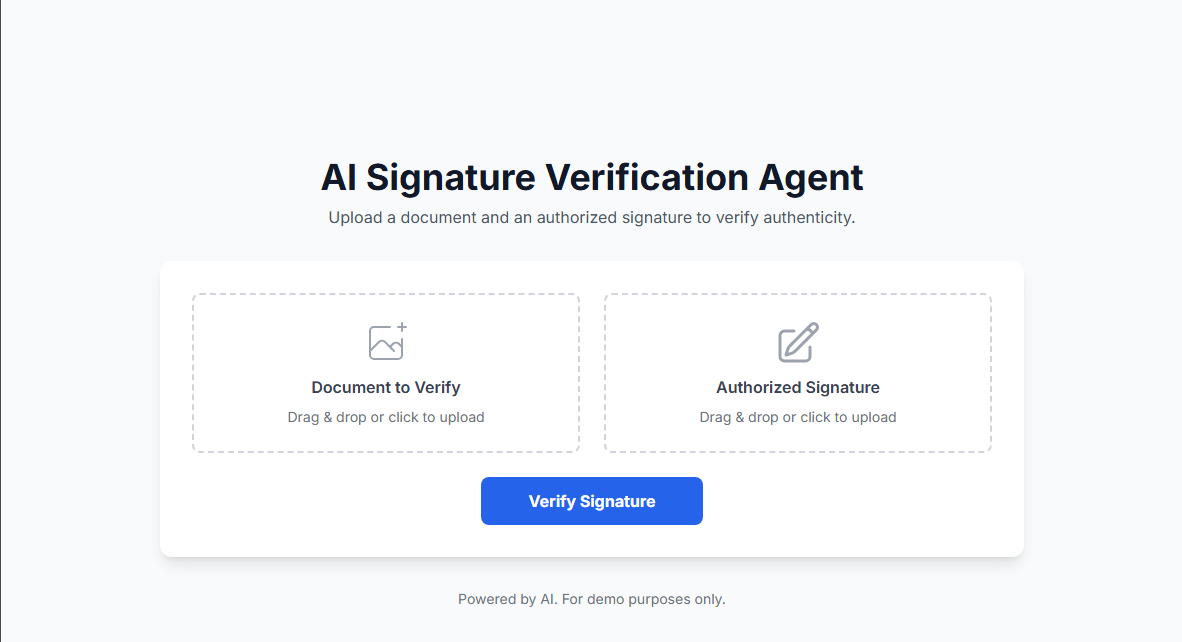 AI Signature Verification Agent
Upload a document and an authorized signature to verify authenticity.
Document to Verify
Drag & drop or click to upload
Authorized Signature
Drag & drop or click to upload
Verify Signature
Powered by AI. For demo purposes only.